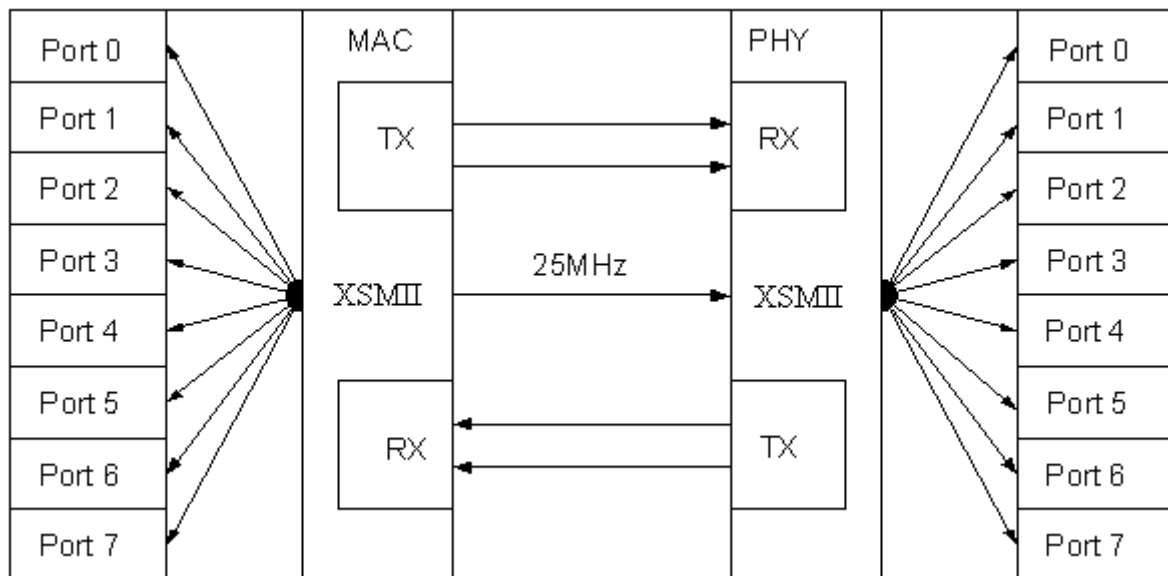 Port 0
Port 1
Port 2
Port 3
Port 4
Port 5
Port 6
Port 7
MAC
TX
XSMII
RX
25MHz
PHY
RX
XSMII
TX
Port 0
Port 1
Port 2
Port 3
Port 4
Port 5
Port 6
Port 7